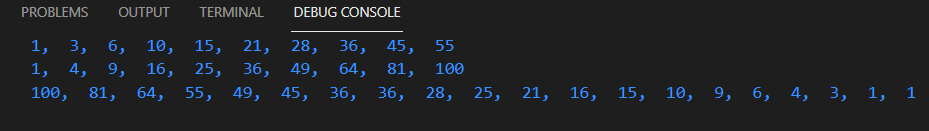 PROBLEMS OUTPUT TERMINAL DEBUG CONSOLE
1, 3, 6, 10, 15, 21, 28, 36, 45, 55
1, 4, 9, 16, 25, 36, 49, 64, 81, 100
100, 81, 64, 55, 49, 45, 36, 36, 28, 25, 21, 16, 15, 10, 9, 6, 4, 3, 1, 1